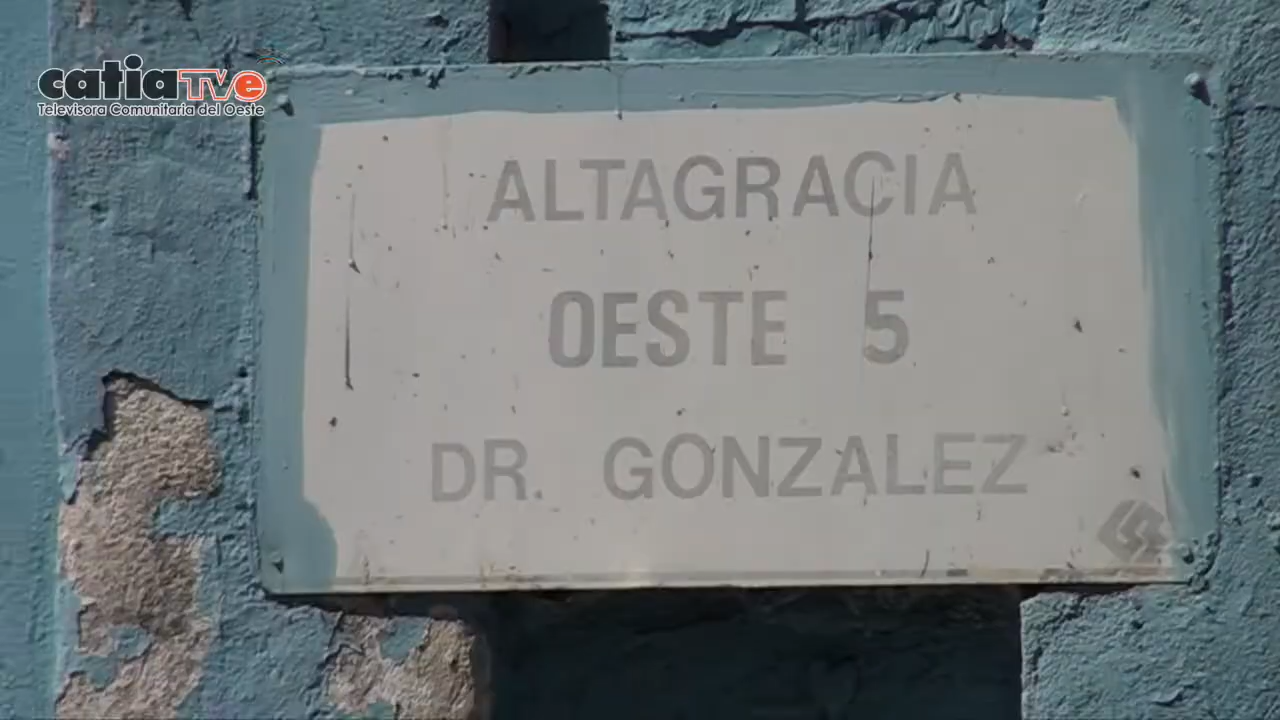 catiaTVe
Televisora Comunitaria del Oeste
ALTAGRACIA
OESTE 5
DR. GONZALEZ